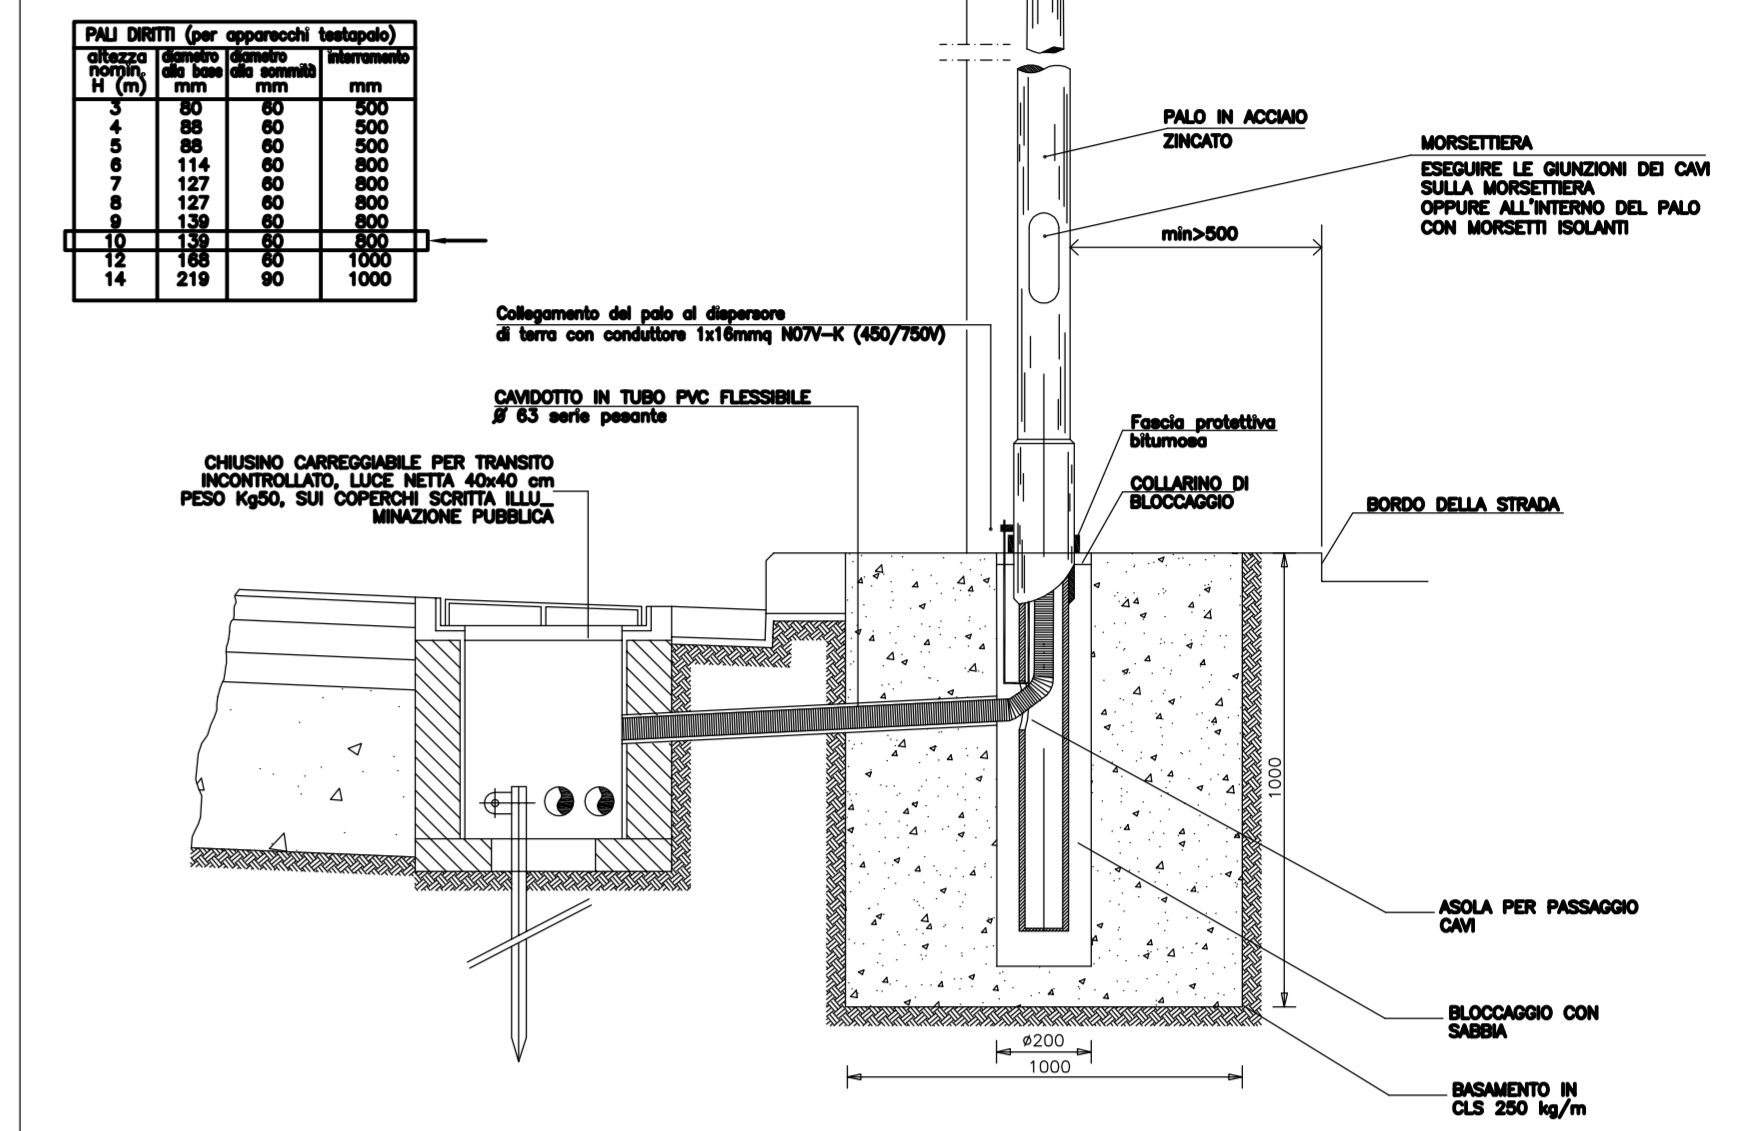 PALI DIRITTI (per apparecchi testapalo)
altezza nomin. H (m) diametro alla base mm diametro alla sommità mm interramento mm
3 80 60 500
4 88 60 500
5 88 60 500
6 114 60 800
7 127 60 800
8 127 60 800
9 139 60 800
10 139 60 800
12 168 60 1000
14 219 90 1000
PALO IN ACCIAIO
ZINCATO
MORSETTIERA
ESEGUIRE LE GIUNZIONI DEI CAVI
SULLA MORSETTIERA
OPPURE ALL'INTERNO DEL PALO
CON MORSETTI ISOLANTI
min>500
Collegamento del palo al dispersore
di terra con conduttore 1x16mmq N07V-K (450/750V)
CAVIDOTTO IN TUBO PVC FLESSIBILE
Ø 63 serie pesante
Fascia protettiva
bitumosa
CHIUSINO CARREGGIABILE PER TRANSITO
INCONTROLLATO, LUCE NETTA 40x40 cm
PESO Kg50, SUI COPERCHI SCRITTA ILLU_
MINAZIONE PUBBLICA
COLLARINO DI
BLOCCAGGIO
BORDO DELLA STRADA
1000
ASOLA PER PASSAGGIO
CAVI
BLOCCAGGIO CON
SABBIA
ø200
1000
BASAMENTO IN
CLS 250 kg/m